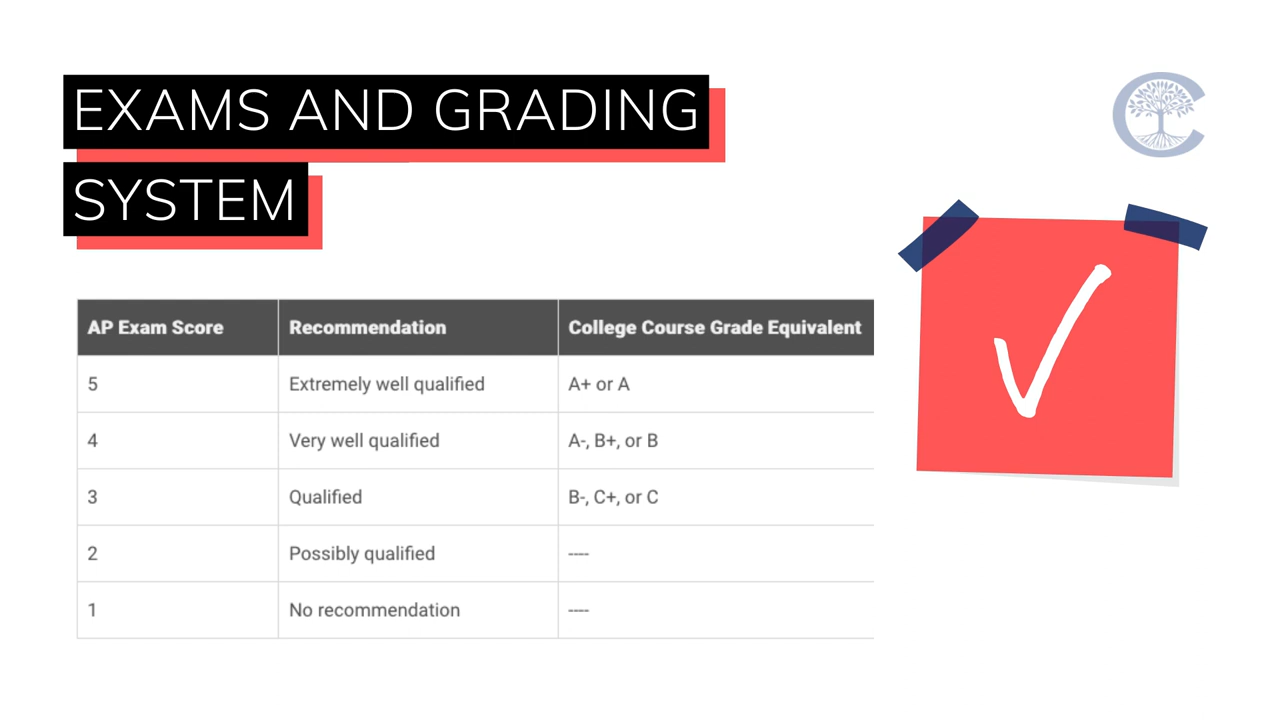 EXAMS AND GRADING
SYSTEM
AP Exam Score Recommendation College Course Grade Equivalent
5 Extremely well qualified A+ or A
4 Very well qualified A-, B+, or B
3 Qualified B-, C+, or C
2 Possibly qualified ----
1 No recommendation ----
C